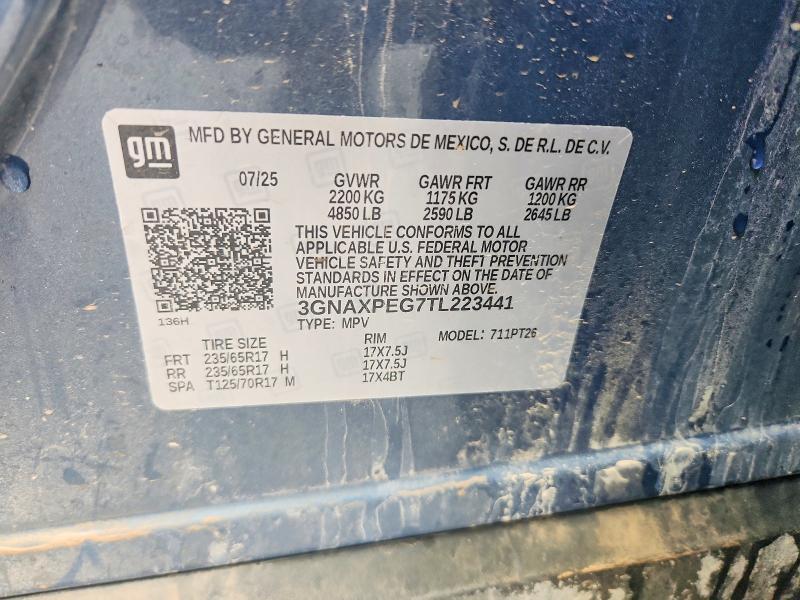 gm
MFD BY GENERAL MOTORS DE MEXICO, S. DE R.L. DE C.V.
07/25 GVWR GAWR FRT GAWR RR
2200 KG 1175 KG 1200 KG
4850 LB 2590 LB 2645 LB
THIS VEHICLE CONFORMS TO ALL
APPLICABLE U.S. FEDERAL MOTOR
VEHICLE SAFETY AND THEFT PREVENTION
STANDARDS IN EFFECT ON THE DATE OF
MANUFACTURE SHOWN ABOVE.
3GNAXPEG7TL223441
136H
TYPE: MPV MODEL: 711PT26
TIRE SIZE RIM
FRT 235/65R17 H 17X7.5J
RR 235/65R17 H 17X7.5J
SPA T125/70R17 M 17X4BT